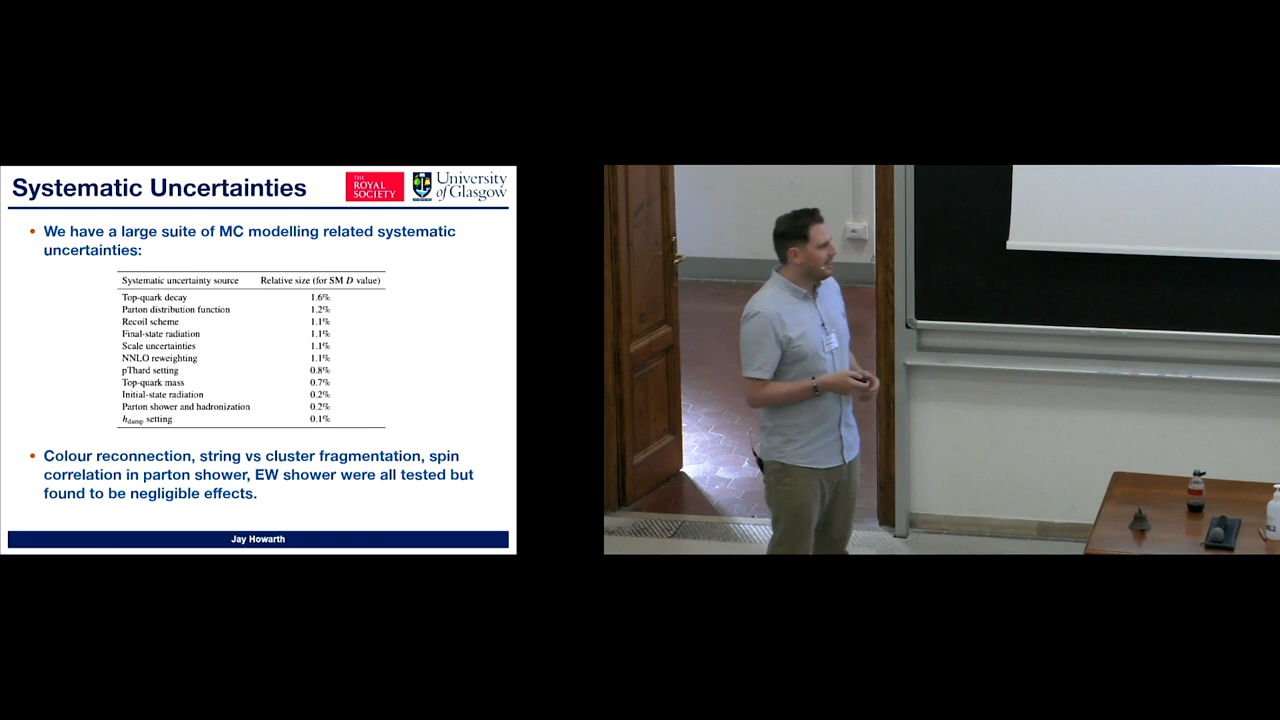 Systematic Uncertainties
THE
ROYAL
SOCIETY
University
of Glasgow
• We have a large suite of MC modelling related systematic
uncertainties:
Systematic uncertainty source Relative size (for SM D value)
Top-quark decay 1.6%
Parton distribution function 1.2%
Recoil scheme 1.1%
Final-state radiation 1.1%
Scale uncertainties 1.1%
NNLO reweighting 1.1%
pThard setting 0.8%
Top-quark mass 0.7%
Initial-state radiation 0.2%
Parton shower and hadronization 0.2%
hdamp setting 0.1%
• Colour reconnection, string vs cluster fragmentation, spin
correlation in parton shower, EW shower were all tested but
found to be negligible effects.
Jay Howarth